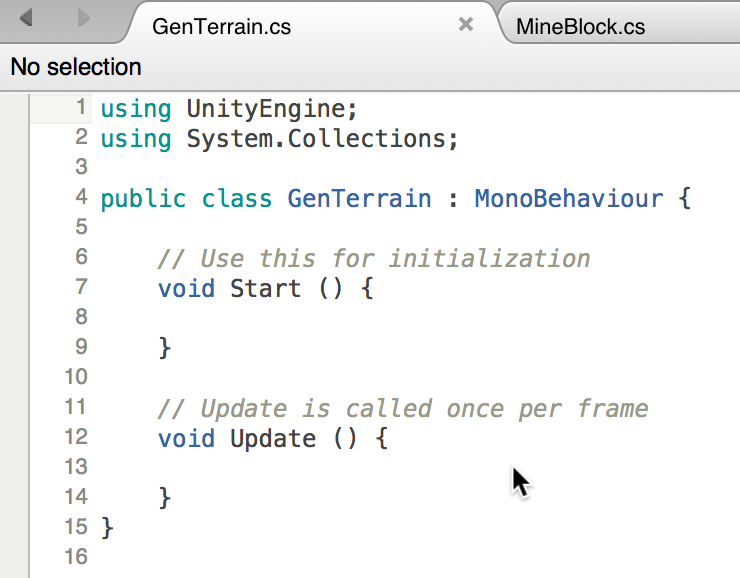 GenTerrain.cs
MineBlock.cs
No selection
1 using UnityEngine;
2 using System.Collections;
3
4 public class GenTerrain : MonoBehaviour {
5
6     // Use this for initialization
7     void Start () {
8
9     }
10
11     // Update is called once per frame
12     void Update () {
13
14     }
15 }
16